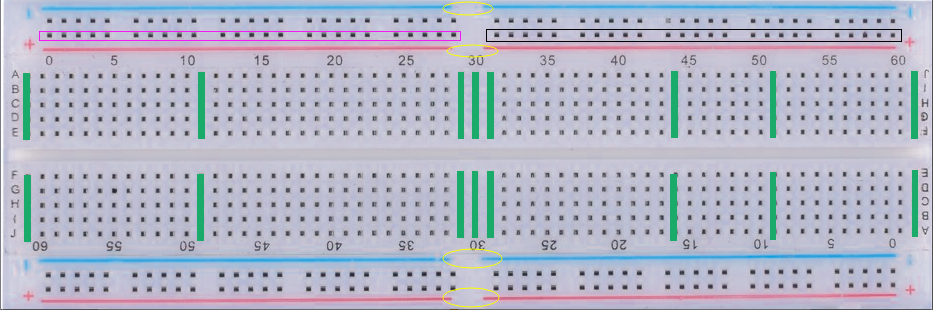 + +
0 5 10 15 20 25 30 35 40 45 50 55 60
A J
B I
C H
D G
E F
F E
G D
H C
I B
J A
60 55 50 45 40 35 30 25 20 15 10 5 0
+ +